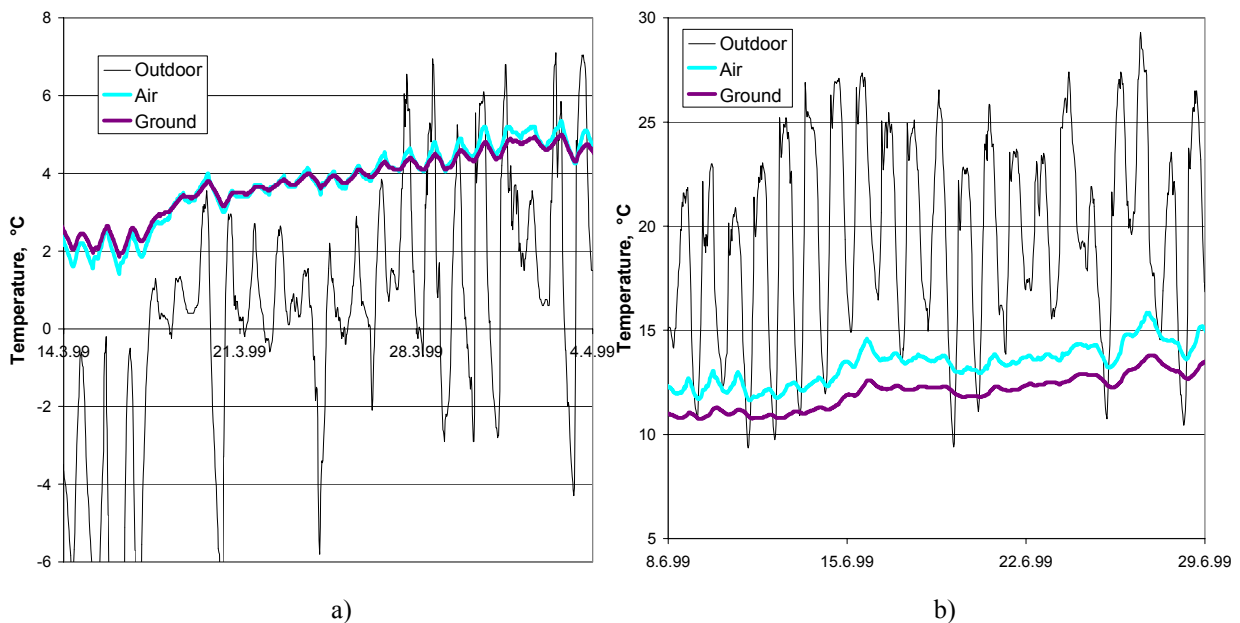 8
6
4
2
0
-2
-4
-6
Temperature, °C
Outdoor
Air
Ground
14.3.99
21.3.99
28.3.99
4.4.99
a)
30
25
20
15
10
5
Temperature, °C
Outdoor
Air
Ground
8.6.99
15.6.99
22.6.99
29.6.99
b)